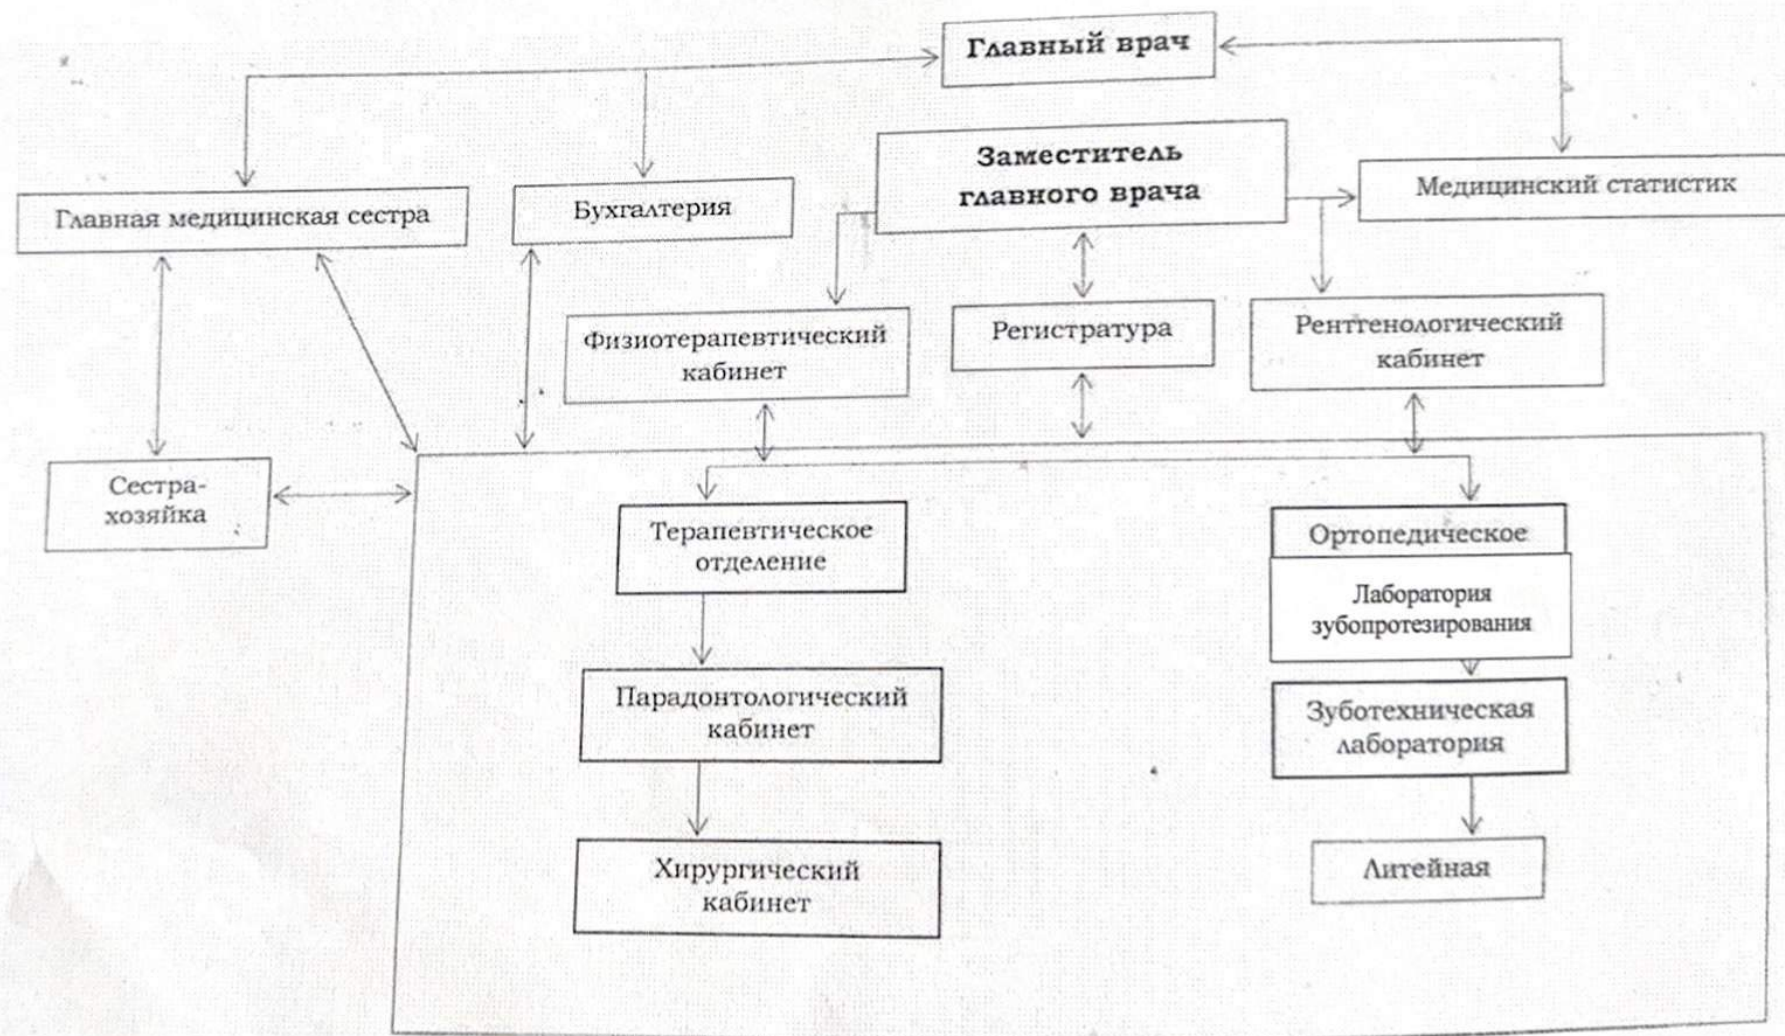 Главный врач
Заместитель
главного врача
Медицинский статистик
Главная медицинская сестра
Бухгалтерия
Физиотерапевтический
кабинет
Регистратура
Рентгенологический
кабинет
Сестра-
хозяйка
Терапевтическое
отделение
Ортопедическое
Лаборатория
зубопротезирования
Парадонтологический
кабинет
Зуботехническая
лаборатория
Хирургический
кабинет
Литейная